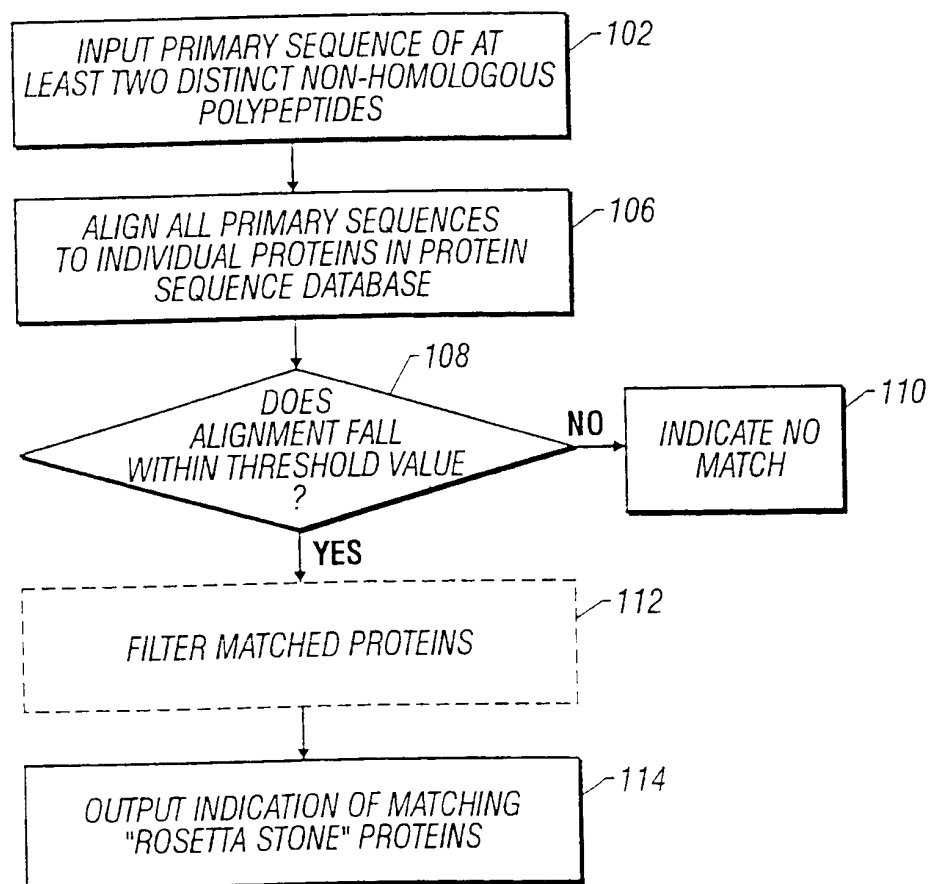 INPUT PRIMARY SEQUENCE OF AT
LEAST TWO DISTINCT NON-HOMOLOGOUS
POLYPEPTIDES
102
ALIGN ALL PRIMARY SEQUENCES
TO INDIVIDUAL PROTEINS IN PROTEIN
SEQUENCE DATABASE
106
DOES
ALIGNMENT FALL
WITHIN THRESHOLD VALUE
?
108
NO
INDICATE NO
MATCH
110
YES
FILTER MATCHED PROTEINS
112
OUTPUT INDICATION OF MATCHING
"ROSETTA STONE" PROTEINS
114